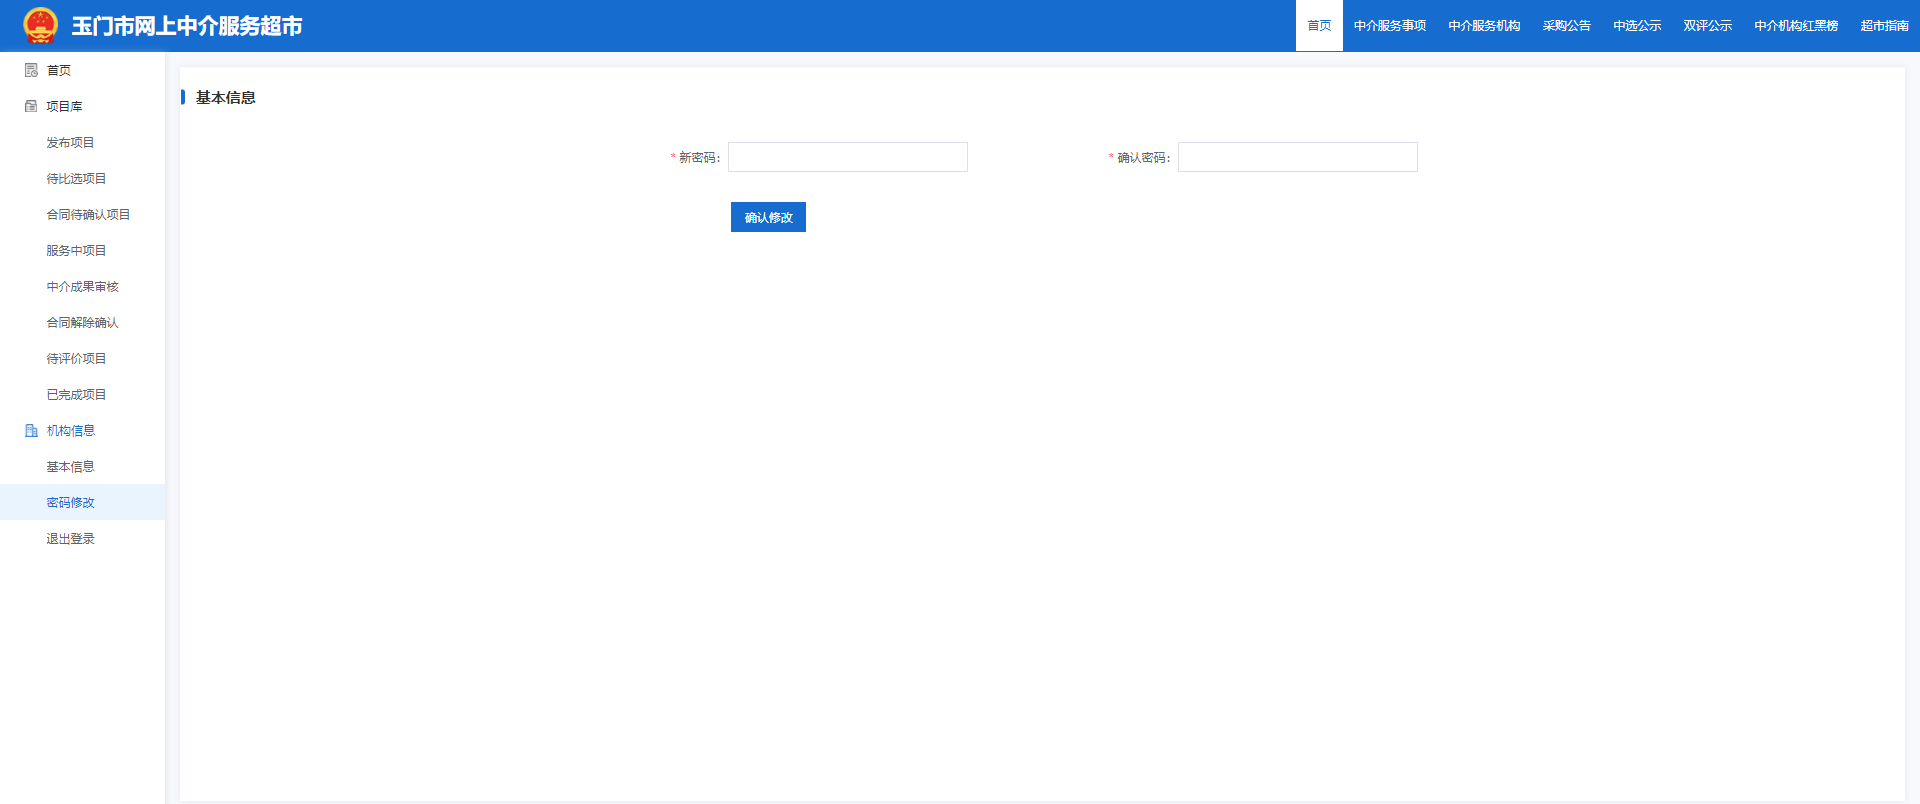 玉门市网上中介服务超市
首页 中介服务事项 中介服务机构 采购公告 中选公示 双评公示 中介机构红黑榜 超市指南
首页
项目库
发布项目
待比选项目
合同待确认项目
服务中项目
中介成果审核
合同解除确认
待评价项目
已完成项目
机构信息
基本信息
密码修改
退出登录
基本信息
* 新密码: * 确认密码:
确认修改